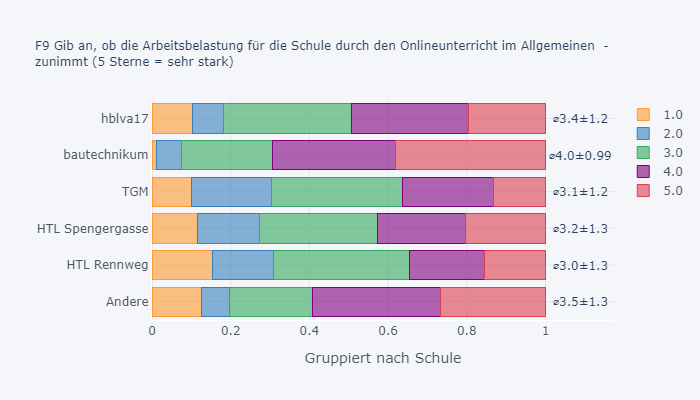 F9 Gib an, ob die Arbeitsbelastung für die Schule durch den Onlineunterricht im Allgemeinen  -
zunimmt (5 Sterne = sehr stark)
hblva17
⌀3.4±1.2
bautechnikum
⌀4.0±0.99
TGM
⌀3.1±1.2
HTL Spengergasse
⌀3.2±1.3
HTL Rennweg
⌀3.0±1.3
Andere
⌀3.5±1.3
1.0
2.0
3.0
4.0
5.0
0 0.2 0.4 0.6 0.8 1
Gruppiert nach Schule